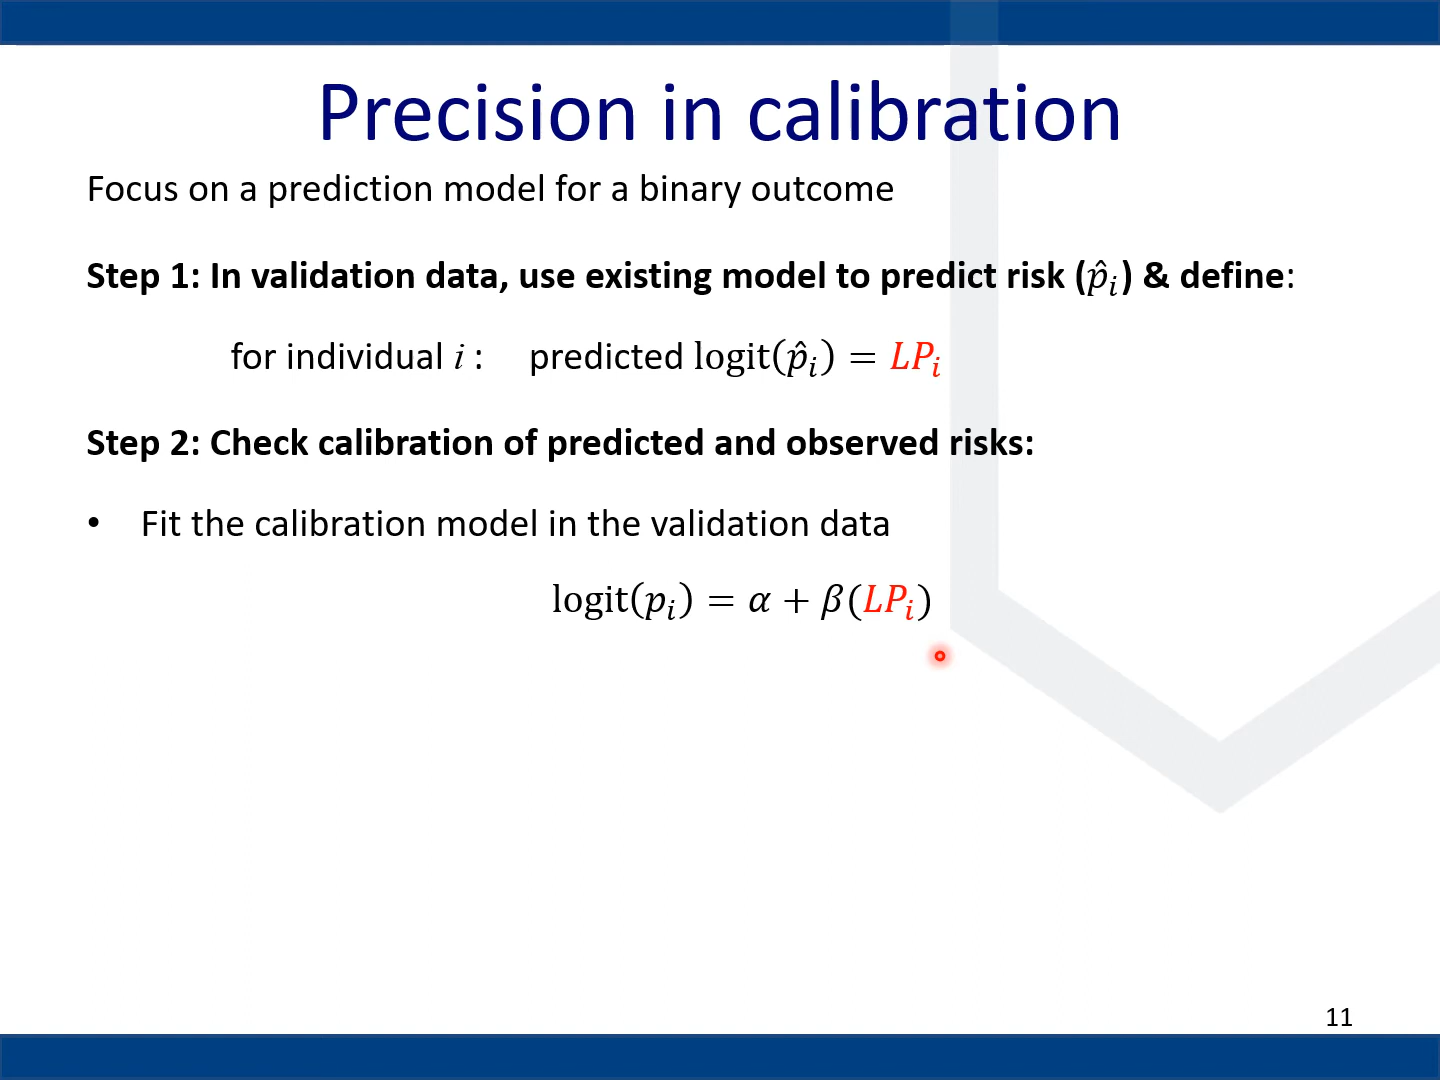 Precision in calibration
Focus on a prediction model for a binary outcome
Step 1: In validation data, use existing model to predict risk (p̂ᵢ) & define:
for individual i : predicted logit(p̂ᵢ) = LPᵢ
Step 2: Check calibration of predicted and observed risks:
• Fit the calibration model in the validation data
logit(pᵢ) = α + β(LPᵢ)
11